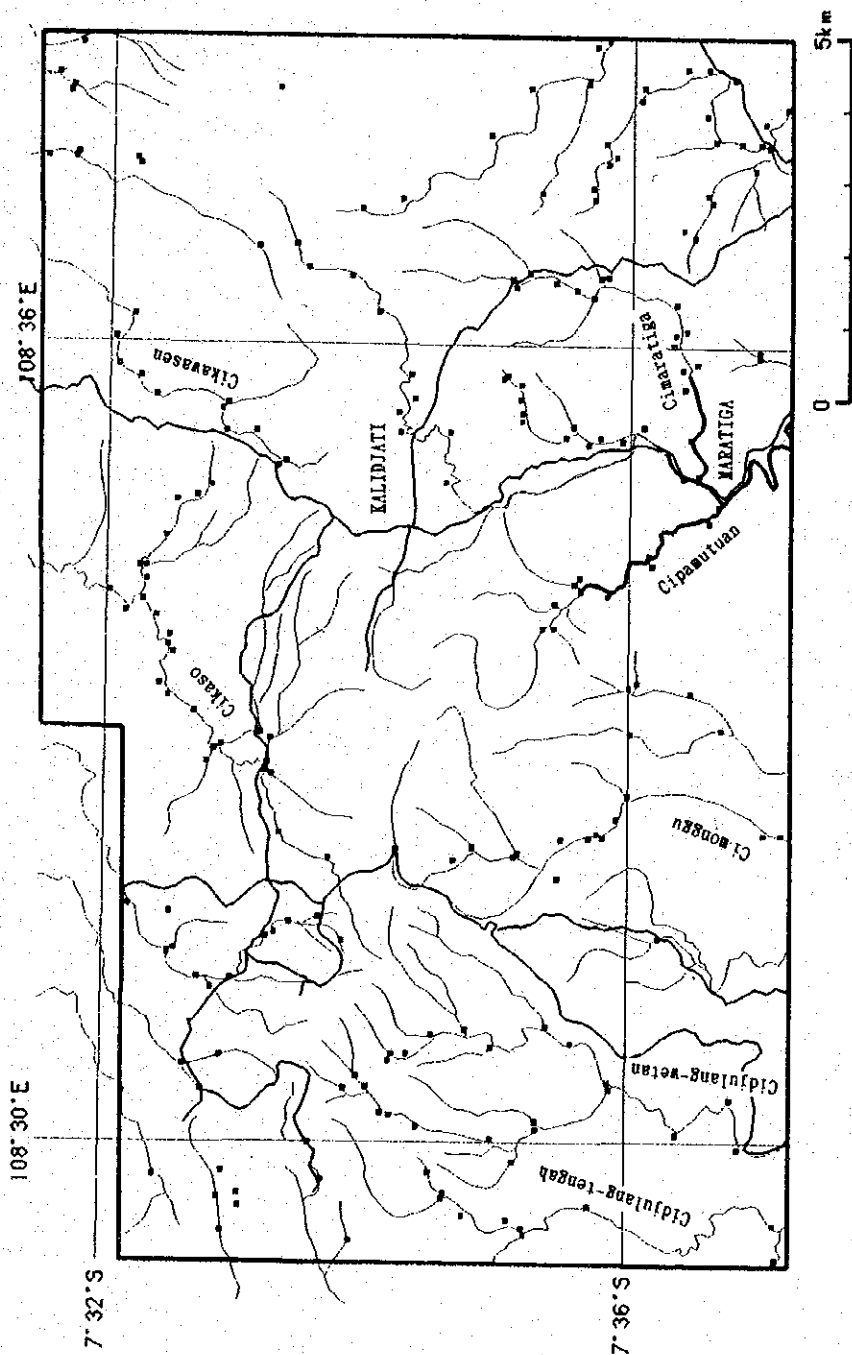 108° 30′ E
108° 36′ E
7° 32′ S
7° 36′ S
Cikawasen
KALIDJATI
Cikaso
Cimaratiga
MARATIGA
Cipamutuan
Cimonggu
Cidjulang-wetan
Cidjulang-tengah
0
5km